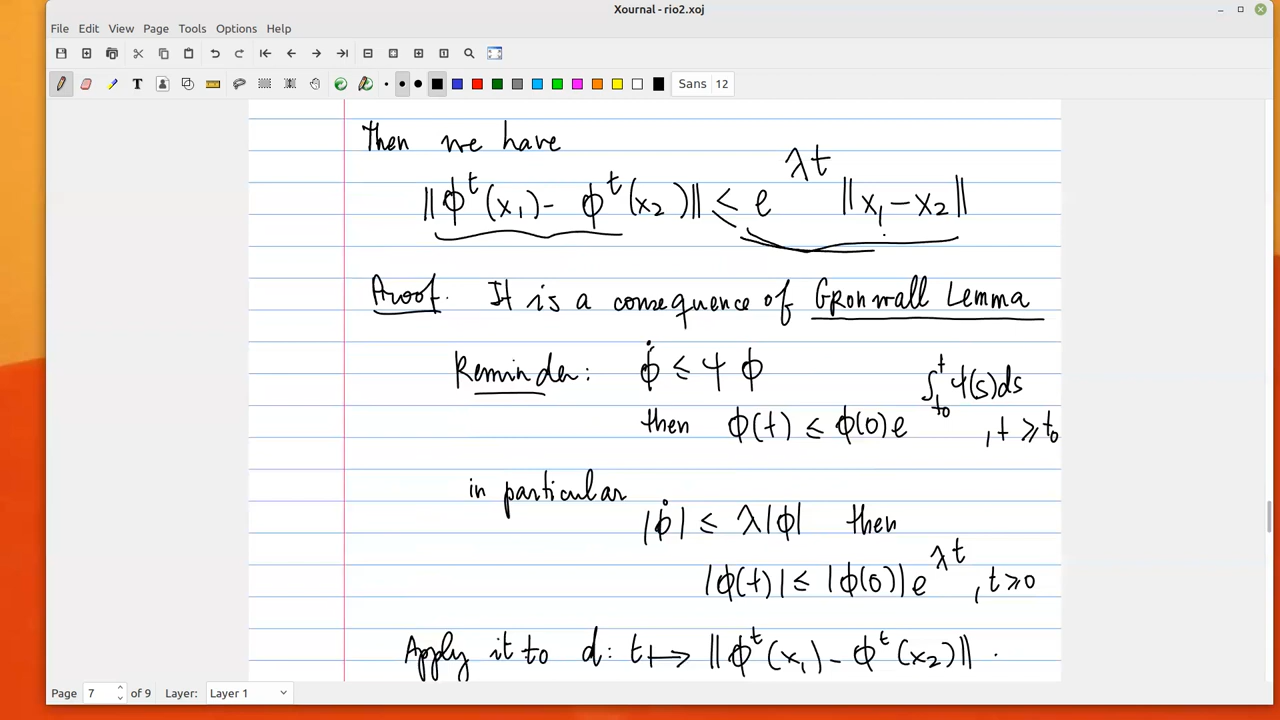 Xournal - rio2.xoj
File Edit View Page Tools Options Help
Sans 12
Then we have
‖ϕᵗ(x₁) − ϕᵗ(x₂)‖ ≤ e^{λt} ‖x₁ − x₂‖
Proof. It is a consequence of Gronwall Lemma
Reminder: ϕ̇ ≤ ψ ϕ
then ϕ(t) ≤ ϕ(0) e^{∫_{t₀}^{t} ψ(s)ds} , t ≥ t₀
in particular
|ϕ̇| ≤ λ|ϕ| then
|ϕ(t)| ≤ |ϕ(0)| e^{λt} , t ≥ 0
Apply it to d: t ↦ ‖ϕᵗ(x₁) − ϕᵗ(x₂)‖ .
Page 7 of 9 Layer: Layer 1